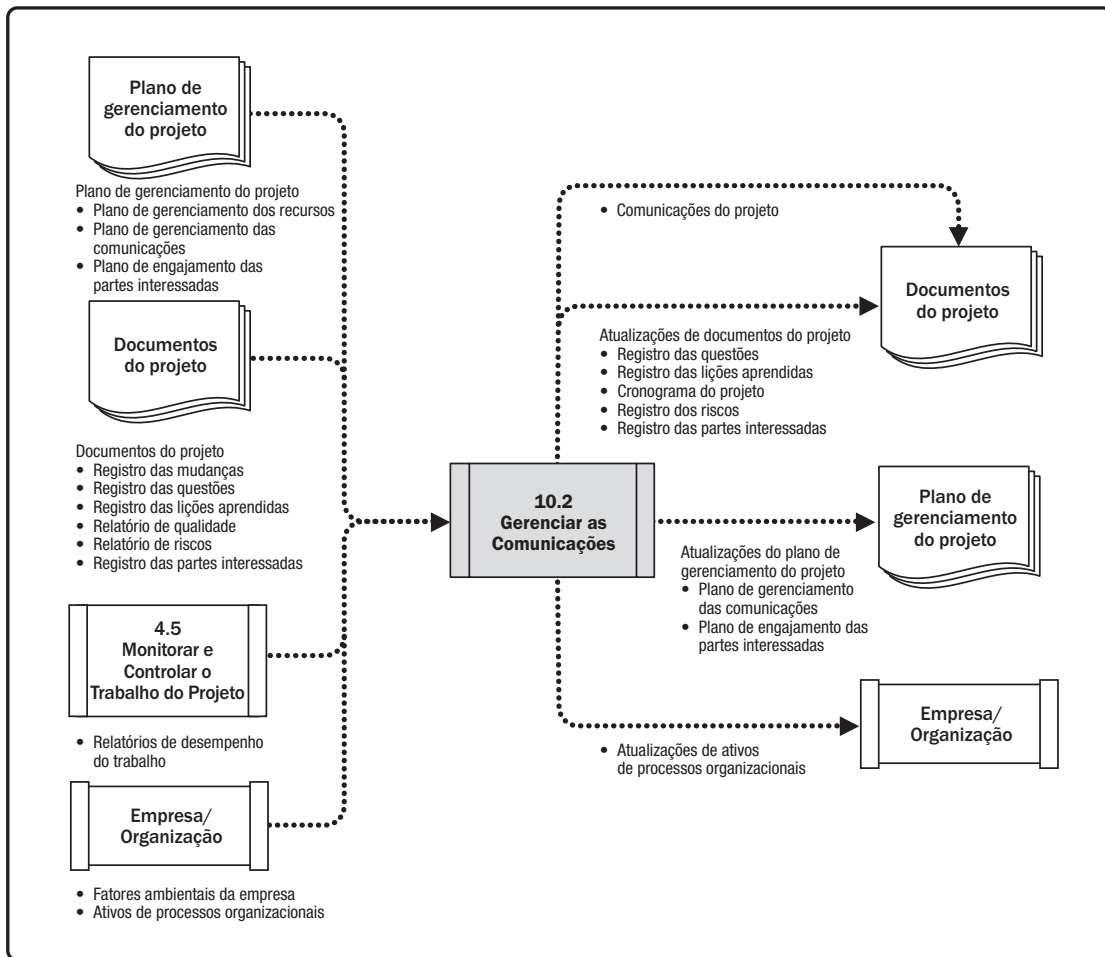 Plano de
gerenciamento
do projeto
Plano de gerenciamento do projeto
• Plano de gerenciamento dos recursos
• Plano de gerenciamento das
comunicações
• Plano de engajamento das
partes interessadas
Documentos
do projeto
Documentos do projeto
• Registro das mudanças
• Registro das questões
• Registro das lições aprendidas
• Relatório de qualidade
• Relatório de riscos
• Registro das partes interessadas
4.5
Monitorar e
Controlar o
Trabalho do Projeto
• Relatórios de desempenho
do trabalho
Empresa/
Organização
• Fatores ambientais da empresa
• Ativos de processos organizacionais
10.2
Gerenciar as
Comunicações
• Comunicações do projeto
Documentos
do projeto
Atualizações de documentos do projeto
• Registro das questões
• Registro das lições aprendidas
• Cronograma do projeto
• Registro dos riscos
• Registro das partes interessadas
Plano de
gerenciamento
do projeto
Atualizações do plano de
gerenciamento do projeto
• Plano de gerenciamento
das comunicações
• Plano de engajamento das
partes interessadas
Empresa/
Organização
• Atualizações de ativos
de processos organizacionais